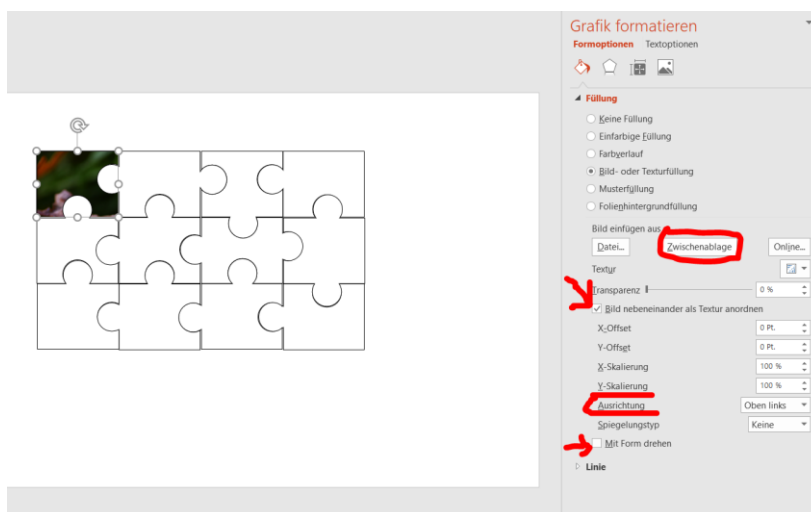 Grafik formatieren
Formoptionen Textoptionen
Füllung
Keine Füllung
Einfarbige Füllung
Farbverlauf
Bild- oder Texturfüllung
Musterfüllung
Folienhintergrundfüllung
Bild einfügen aus
Datei... Zwischenablage Online...
Textur
Transparenz 0 %
Bild nebeneinander als Textur anordnen
X-Offset 0 Pt.
Y-Offset 0 Pt.
X-Skalierung 100 %
Y-Skalierung 100 %
Ausrichtung Oben links
Spiegelungstyp Keine
Mit Form drehen
Linie